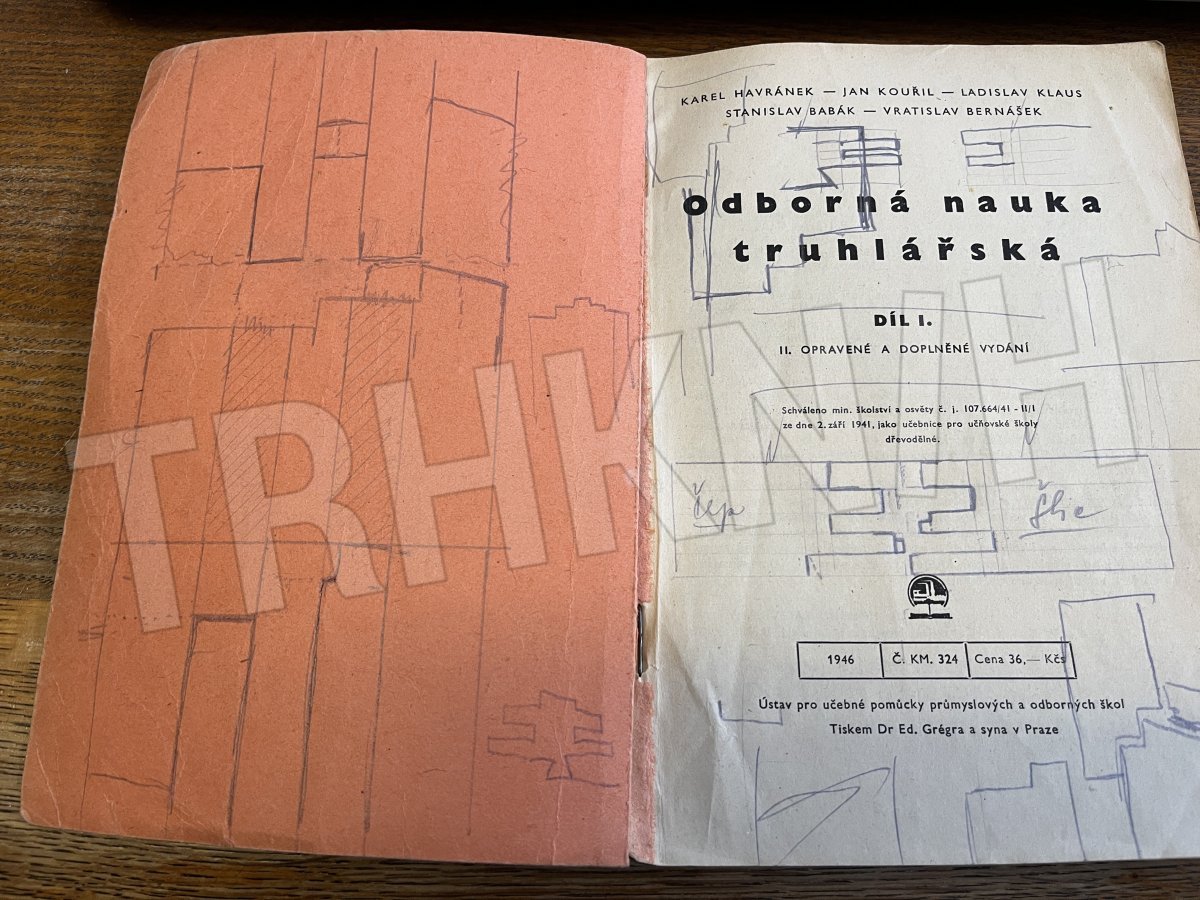 KAREL HAVRÁNEK — JAN KOUŘIL — LADISLAV KLAUS
STANISLAV BABÁK — VRATISLAV BERNÁŠEK
Odborná nauka
truhlářská
DÍL I.
II. OPRAVENÉ A DOPLNĚNÉ VYDÁNÍ
Schváleno min. školství a osvěty č. j. 107.664/41 - II/1
ze dne 2. září 1941, jako učebnice pro učňovské školy
dřevodělné.
TRHKNIH
čep
šlic
1946 Č. KM. 324 Cena 36,— Kčs
Ústav pro učebné pomůcky průmyslových a odborných škol
Tiskem Dr Ed. Grégra a syna v Praze